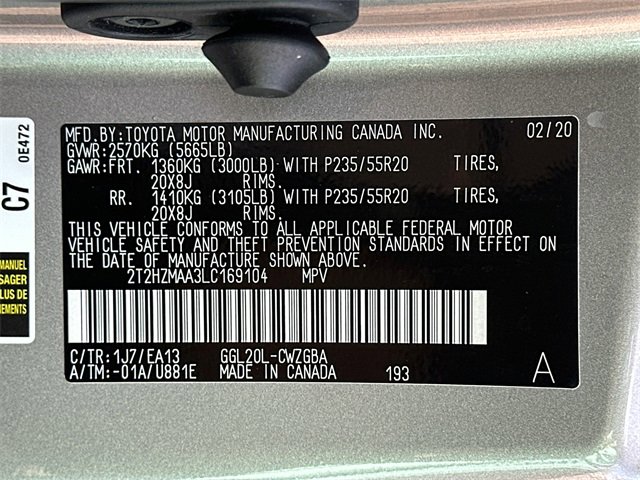 MFD.BY:TOYOTA MOTOR MANUFACTURING CANADA INC. 02/20
GVWR:2570KG (5665LB)
GAWR:FRT. 1360KG (3000LB) WITH P235/55R20 TIRES,
20X8J RIMS.
RR. 1410KG (3105LB) WITH P235/55R20 TIRES,
20X8J RIMS.
THIS VEHICLE CONFORMS TO ALL APPLICABLE FEDERAL MOTOR
VEHICLE SAFETY AND THEFT PREVENTION STANDARDS IN EFFECT ON
THE DATE OF MANUFACTURE SHOWN ABOVE.
2T2HZMAA3LC169104 MPV
C/TR:1J7/EA13 GGL20L-CWZGBA
A/TM:-01A/U881E MADE IN CANADA 193 A
C7
0E472
MANUEL
SAGER
PLUS DE
NEMENTS